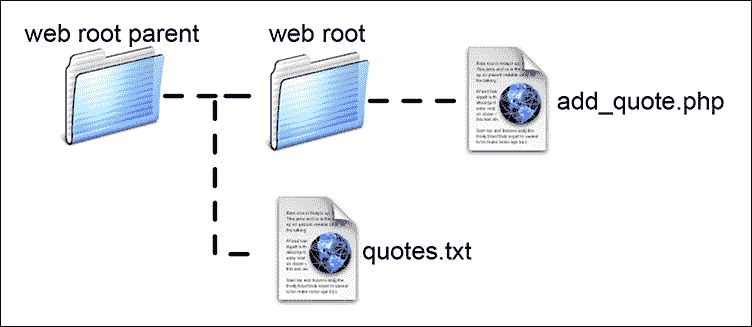 web root parent
web root
add_quote.php
quotes.txt